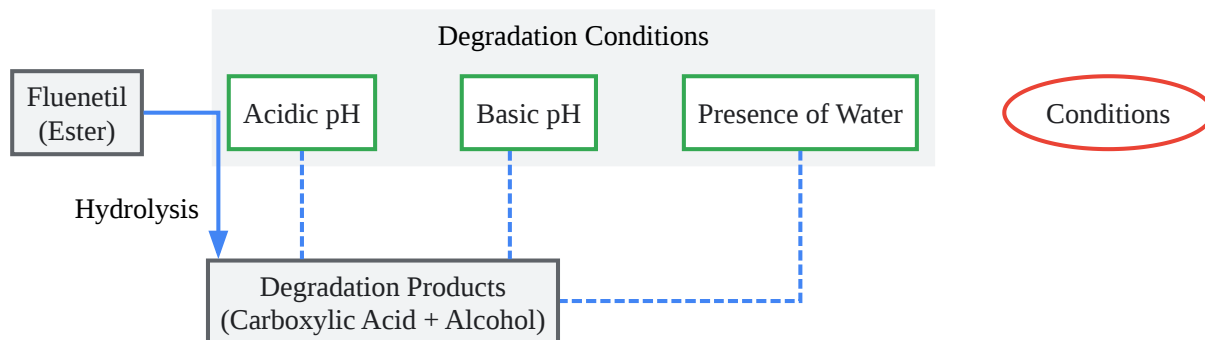 Degradation Conditions
Fluenetil
(Ester)
Acidic pH
Basic pH
Presence of Water
Conditions
Hydrolysis
Degradation Products
(Carboxylic Acid + Alcohol)